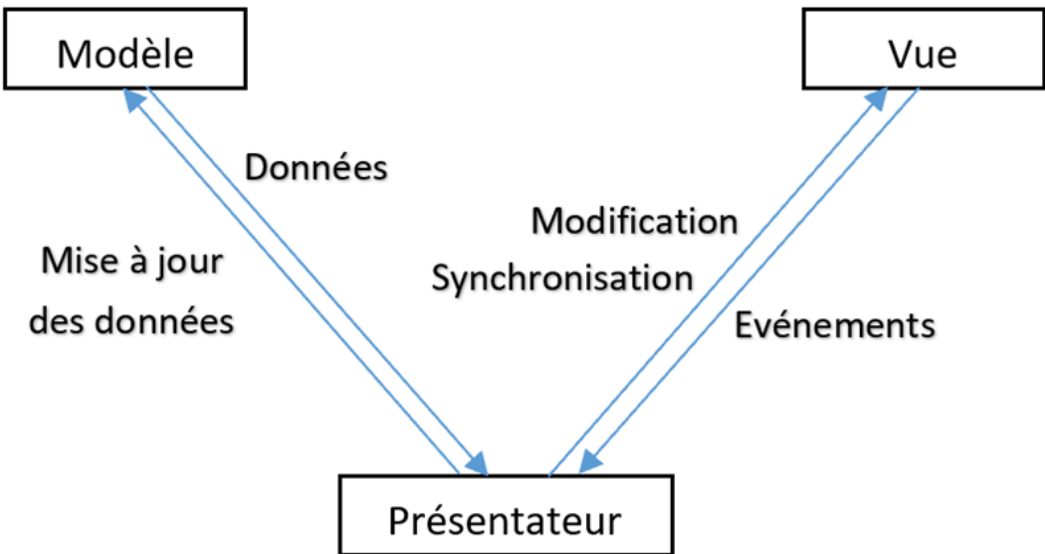 Modèle
Vue
Données
Modification
Synchronisation
Mise à jour
des données
Evénements
Présentateur